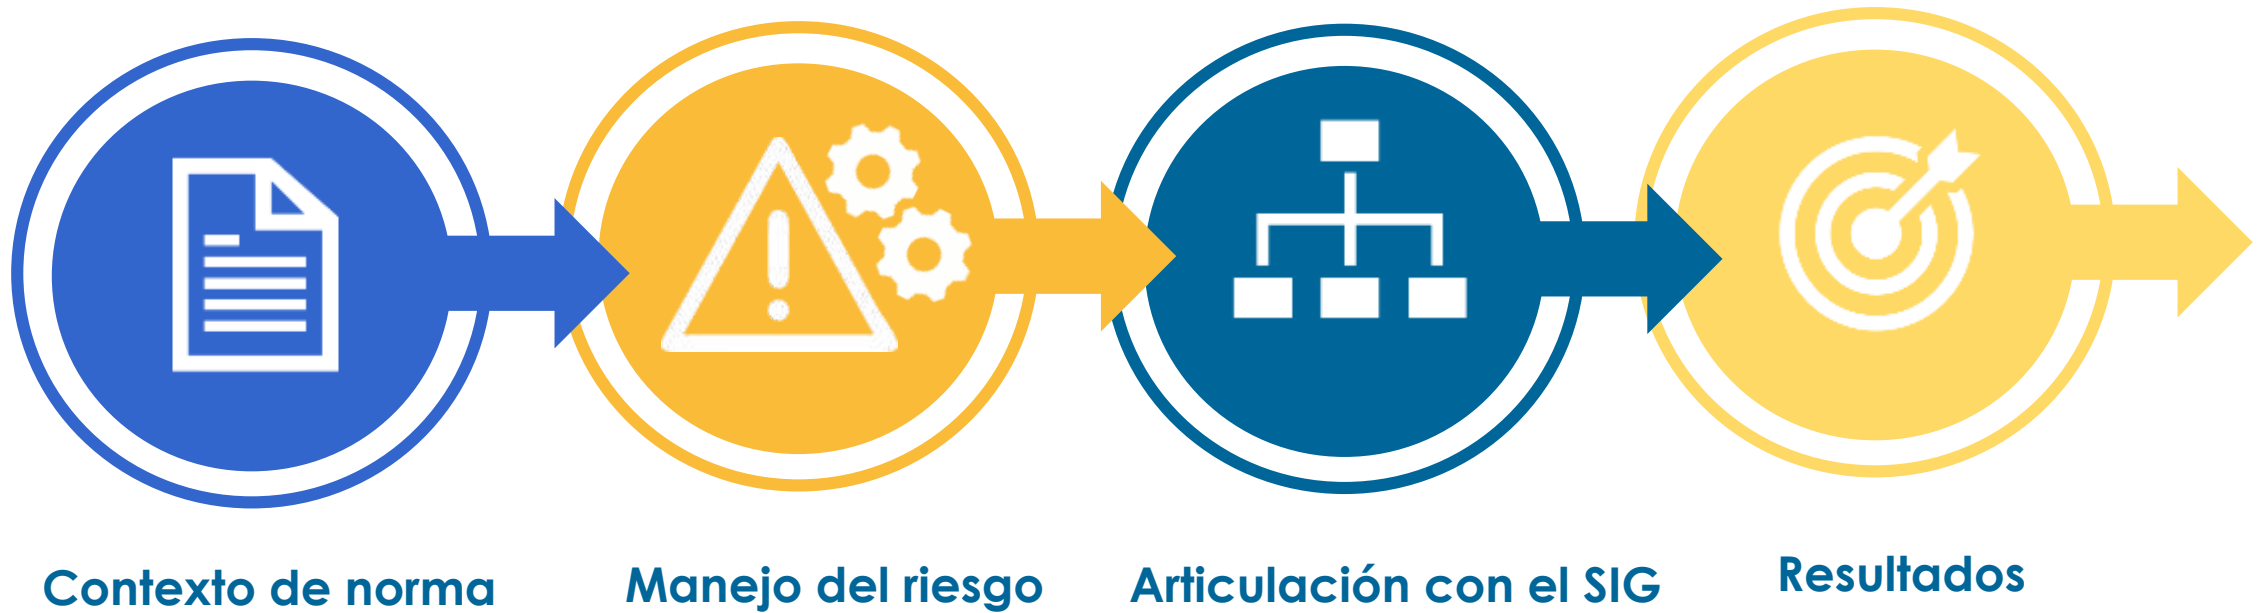 Contexto de norma
Manejo del riesgo
Articulación con el SIG
Resultados